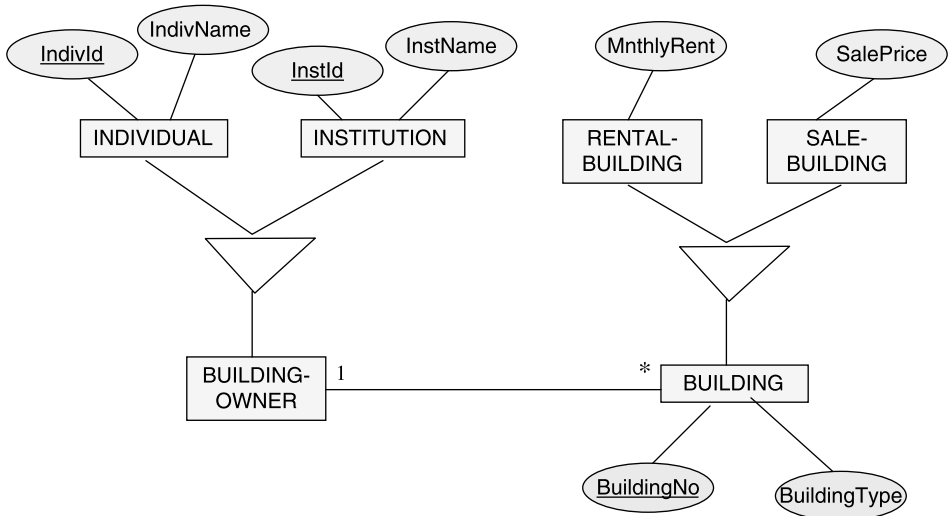 IndivId
IndivName
InstId
InstName
MnthlyRent
SalePrice
INDIVIDUAL
INSTITUTION
RENTAL-
BUILDING
SALE-
BUILDING
BUILDING-
OWNER
1
*
BUILDING
BuildingNo
BuildingType